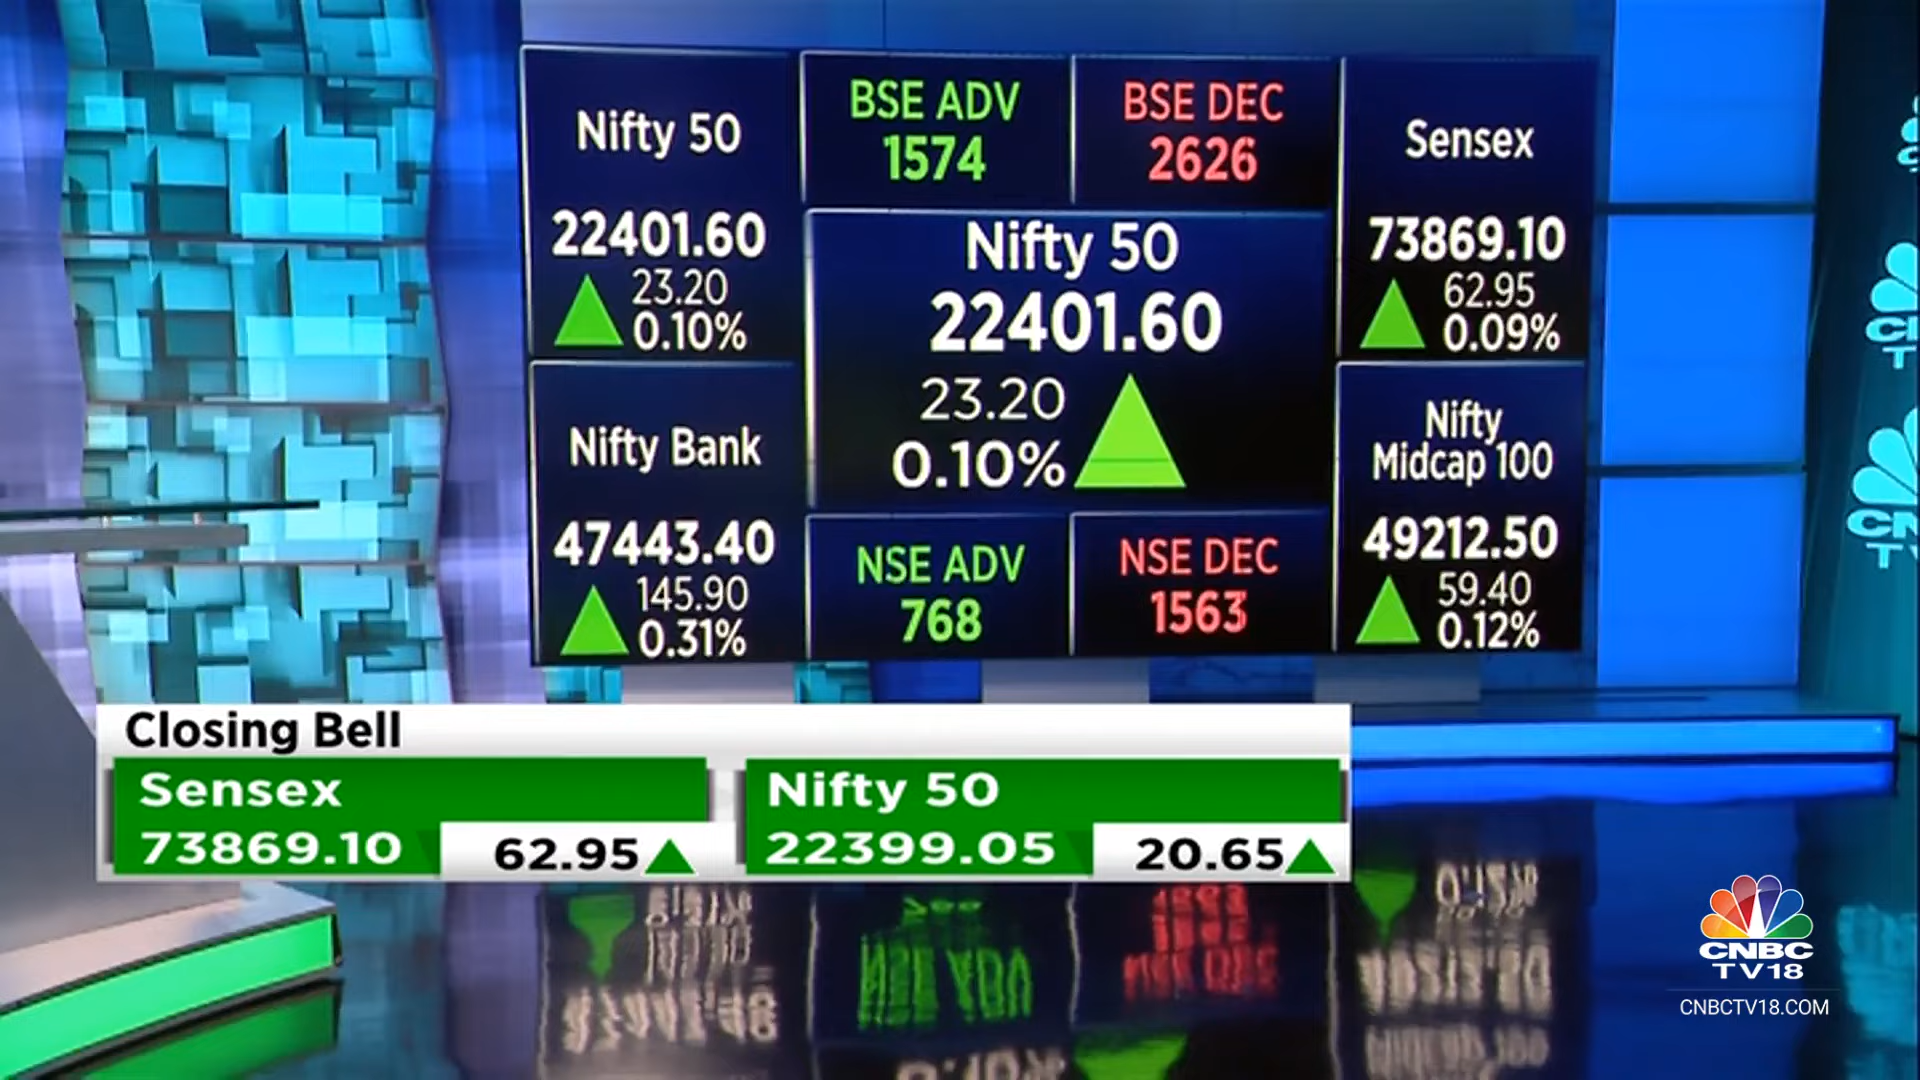 Nifty 50
22401.60
23.20
0.10%
BSE ADV
1574
BSE DEC
2626
Sensex
73869.10
62.95
0.09%
Nifty 50
22401.60
23.20
0.10%
Nifty Bank
47443.40
145.90
0.31%
NSE ADV
768
NSE DEC
1563
Nifty
Midcap 100
49212.50
59.40
0.12%
Closing Bell
Sensex
73869.10 62.95
Nifty 50
22399.05 20.65
CNBC
TV18
CNBCTV18.COM